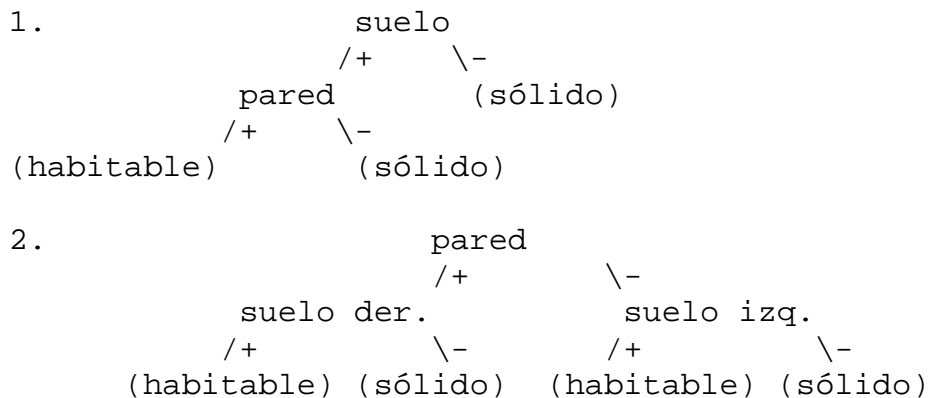 1. suelo
/+ \-
pared (sólido)
/+ \-
(habitable) (sólido)
2. pared
/+ \-
suelo der. suelo izq.
/+ \- /+ \-
(habitable) (sólido) (habitable) (sólido)